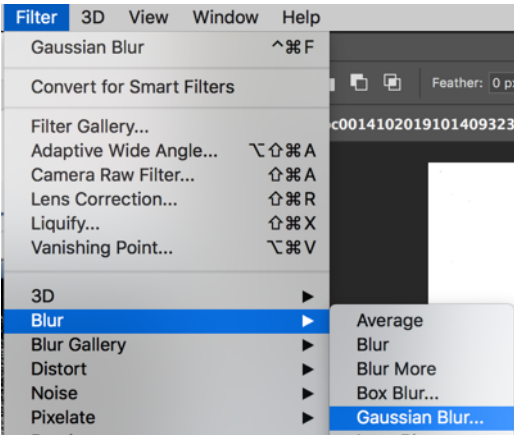 Filter 3D View Window Help
Gaussian Blur ^⌘F
Convert for Smart Filters
Feather: 0
Filter Gallery...
Adaptive Wide Angle... ⌥⇧⌘A
Camera Raw Filter... ⇧⌘A
Lens Correction... ⇧⌘R
Liquify... ⇧⌘X
Vanishing Point... ⌥⌘V
c001410201910140932
3D ▶
Blur ▶
Blur Gallery ▶
Distort ▶
Noise ▶
Pixelate ▶
Average
Blur
Blur More
Box Blur...
Gaussian Blur...